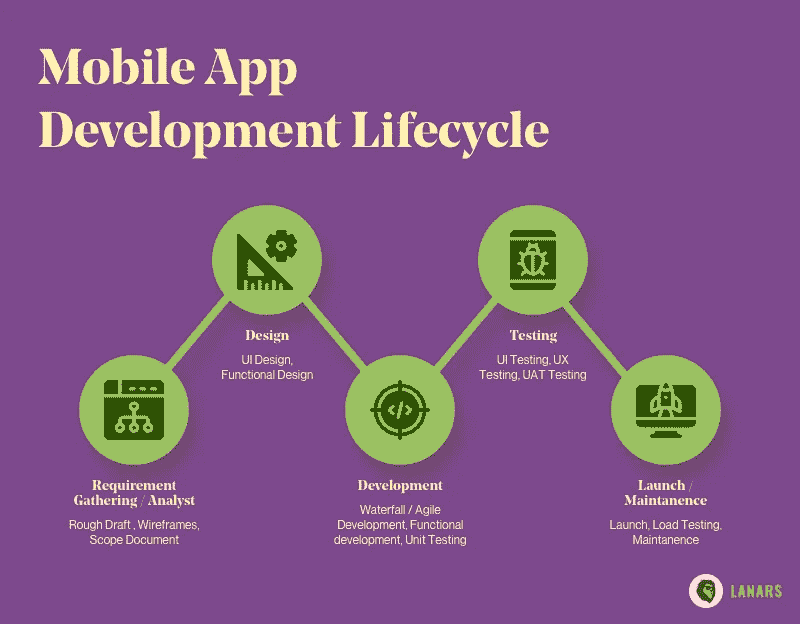 Mobile App
Development Lifecycle
Design
UI Design,
Functional Design
Testing
UI Testing, UX
Testing, UAT Testing
Requirement
Gathering / Analyst
Rough Draft , Wireframes,
Scope Document
</>
Development
Waterfall / Agile
Development, Functional
development, Unit Testing
Launch /
Maintanence
Launch, Load Testing,
Maintanence
LANARS